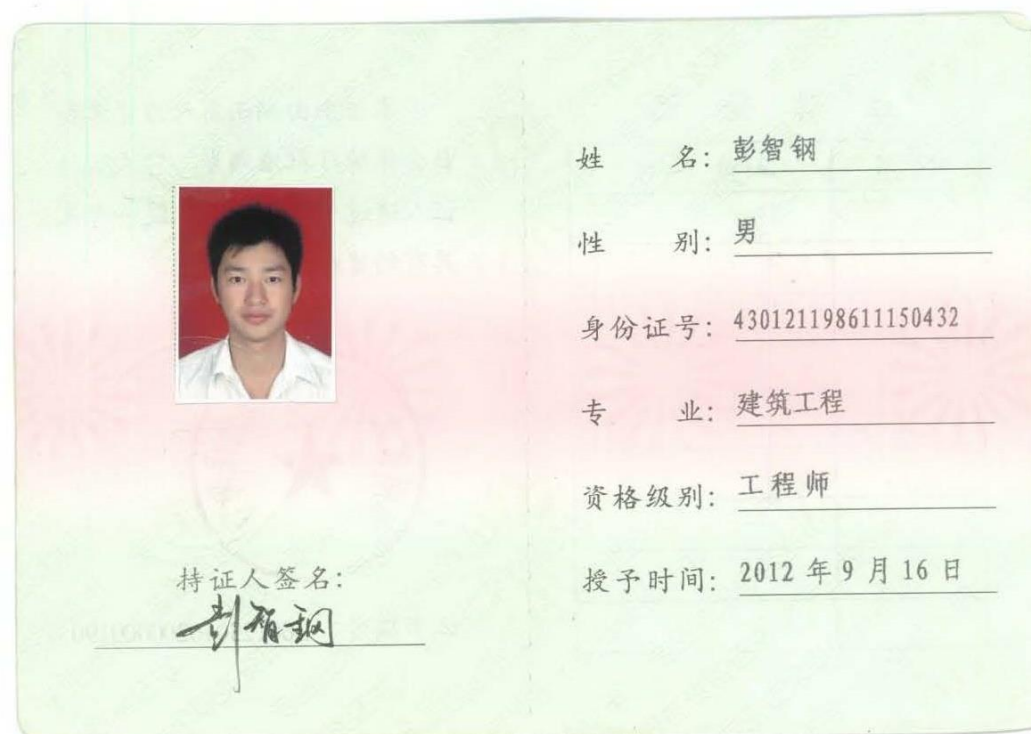 姓 名: 彭智钢
性 别: 男
身份证号: 430121198611150432
专 业: 建筑工程
资格级别: 工程师
授予时间: 2012 年 9 月 16 日
持证人签名:
彭智钢